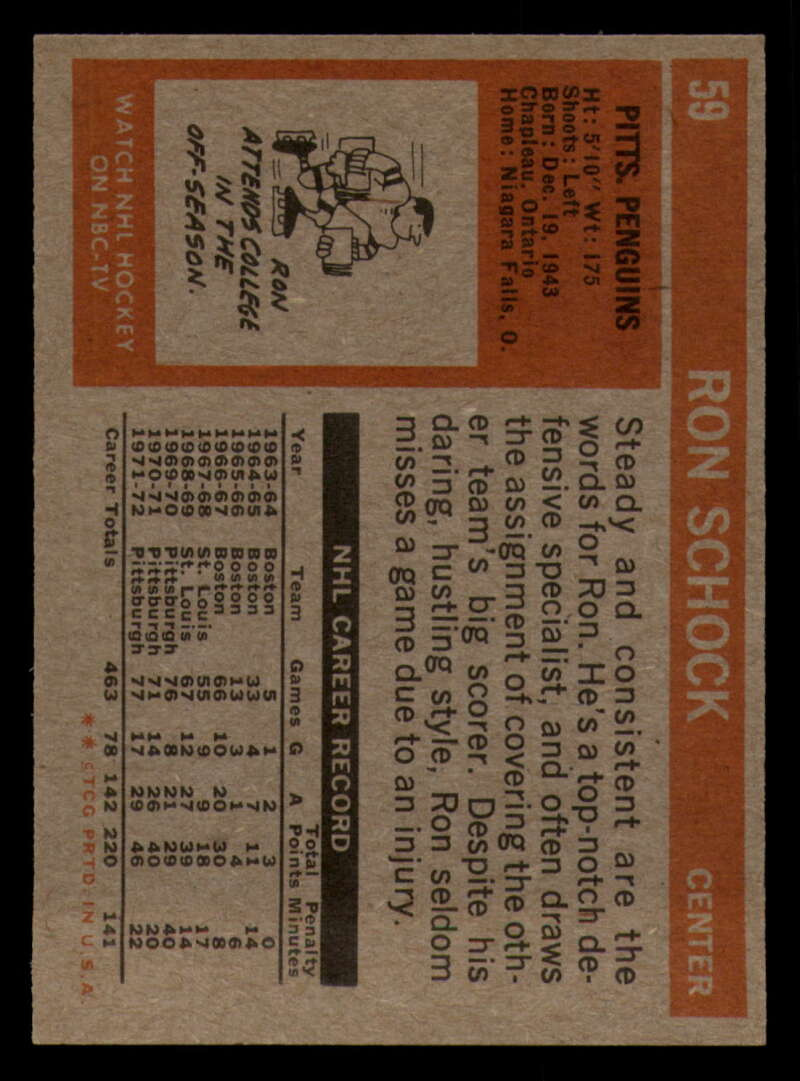 59 RON SCHOCK CENTER
PITTS. PENGUINS
Ht: 5'10" Wt: 175
Shoots: Left
Born: Dec. 19, 1943
Chapleau, Ontario
Home: Niagara Falls, O.
RON
ATTENDS COLLEGE
IN THE
OFF-SEASON.
WATCH NHL HOCKEY
ON NBC-TV
Steady and consistent are the
words for Ron. He's a top-notch de-
fensive specialist, and often draws
the assignment of covering the oth-
er team's big scorer. Despite his
daring, hustling style, Ron seldom
misses a game due to an injury.
NHL CAREER RECORD
Total Penalty
Year Team Games G A Points Minutes
1963-64 Boston 5 1 2 3 0
1964-65 Boston 33 4 7 11 14
1965-66 Boston 13 3 1 4 6
1966-67 Boston 66 10 20 30 8
1967-68 St. Louis 55 9 9 18 17
1968-69 St. Louis 67 12 27 39 14
1969-70 Pittsburgh 76 8 21 29 40
1970-71 Pittsburgh 71 14 26 40 20
1971-72 Pittsburgh 77 17 29 46 22
Career Totals 463 78 142 220 141
** ©TCG PRTD. IN U.S.A.